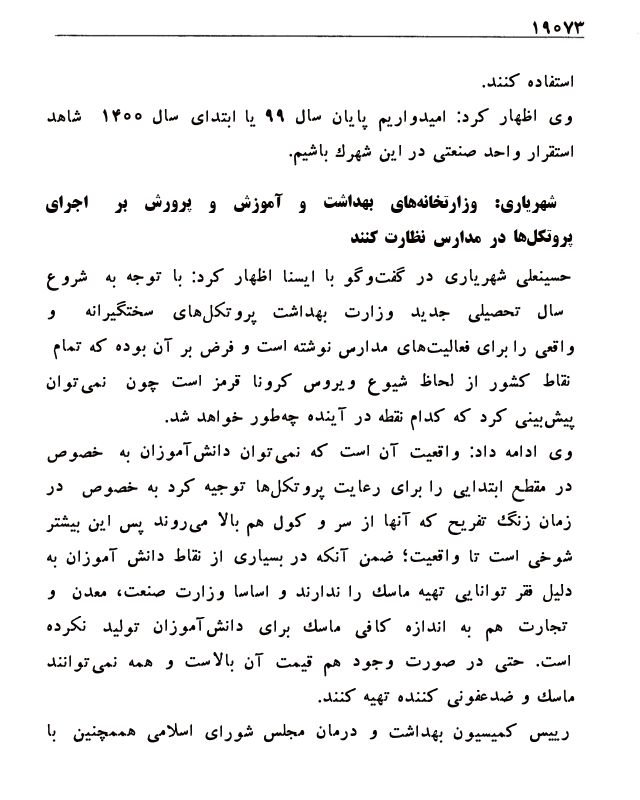 ۱۹۰۷۳
استفاده کنند.
وی اظهار کرد: امیدواریم پایان سال ۹۹ یا ابتدای سال ۱۴۰۰ شاهد
استقرار واحد صنعتی در این شهرك باشیم.
شهریاری: وزارتخانه‌های بهداشت و آموزش و پرورش بر اجرای
پروتکل‌ها در مدارس نظارت کنند
حسینعلی شهریاری در گفت‌وگو با ایسنا اظهار کرد: با توجه به شروع
سال تحصیلی جدید وزارت بهداشت پروتکل‌های سختگیرانه و
واقعی را برای فعالیت‌های مدارس نوشته است و فرض بر آن بوده که تمام
نقاط کشور از لحاظ شیوع ویروس کرونا قرمز است چون نمی‌توان
پیش‌بینی کرد که کدام نقطه در آینده چه‌طور خواهد شد.
وی ادامه داد: واقعیت آن است که نمی‌توان دانش‌آموزان به خصوص
در مقطع ابتدایی را برای رعایت پروتکل‌ها توجیه کرد به خصوص در
زمان زنگ تفریح که آنها از سر و کول هم بالا می‌روند پس این بیشتر
شوخی است تا واقعیت؛ ضمن آنکه در بسیاری از نقاط دانش آموزان به
دلیل فقر توانایی تهیه ماسك را ندارند و اساسا وزارت صنعت، معدن و
تجارت هم به اندازه کافی ماسك برای دانش‌آموزان تولید نکرده
است. حتی در صورت وجود هم قیمت آن بالاست و همه نمی‌توانند
ماسك و ضدعفونی کننده تهیه کنند.
رییس کمیسیون بهداشت و درمان مجلس شورای اسلامی هممچنین با